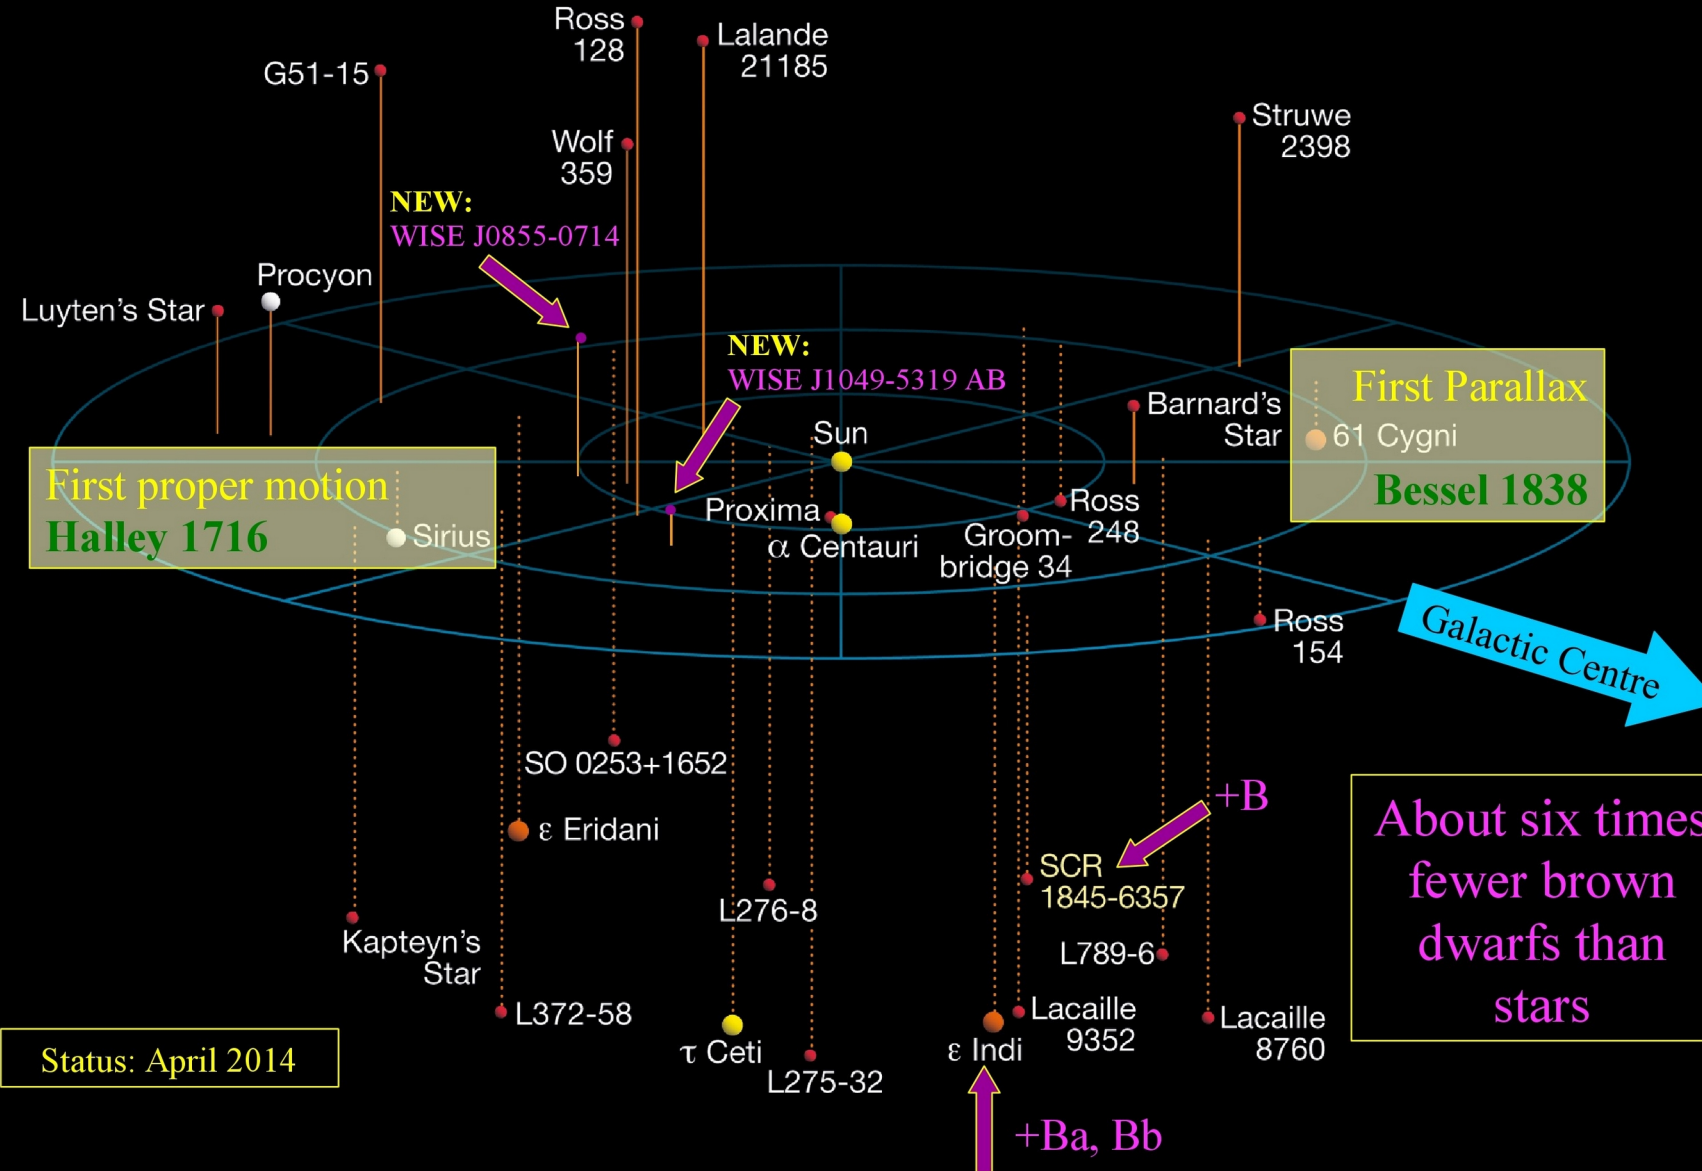 Ross
128
Lalande
21185
G51-15
Wolf
359
Struwe
2398
NEW:
WISE J0855-0714
Procyon
Luyten's Star
NEW:
WISE J1049-5319 AB
Sun
Barnard's
Star
First Parallax
61 Cygni
Bessel 1838
First proper motion
Halley 1716
Sirius
Proxima
α Centauri
Ross
248
Groom-
bridge 34
Ross
154
Galactic Centre
SO 0253+1652
ε Eridani
+B
SCR
1845-6357
About six times
fewer brown
dwarfs than
stars
L276-8
Kapteyn's
Star
L789-6
L372-58
Lacaille
9352
Lacaille
8760
τ Ceti
ε Indi
L275-32
Status: April 2014
+Ba, Bb